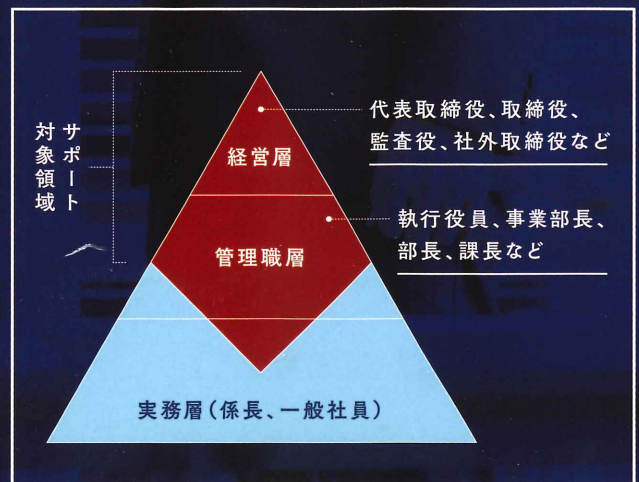 サポート
対象領域
経営層
代表取締役、取締役、
監査役、社外取締役など
管理職層
執行役員、事業部長、
部長、課長など
実務層(係長、一般社員)